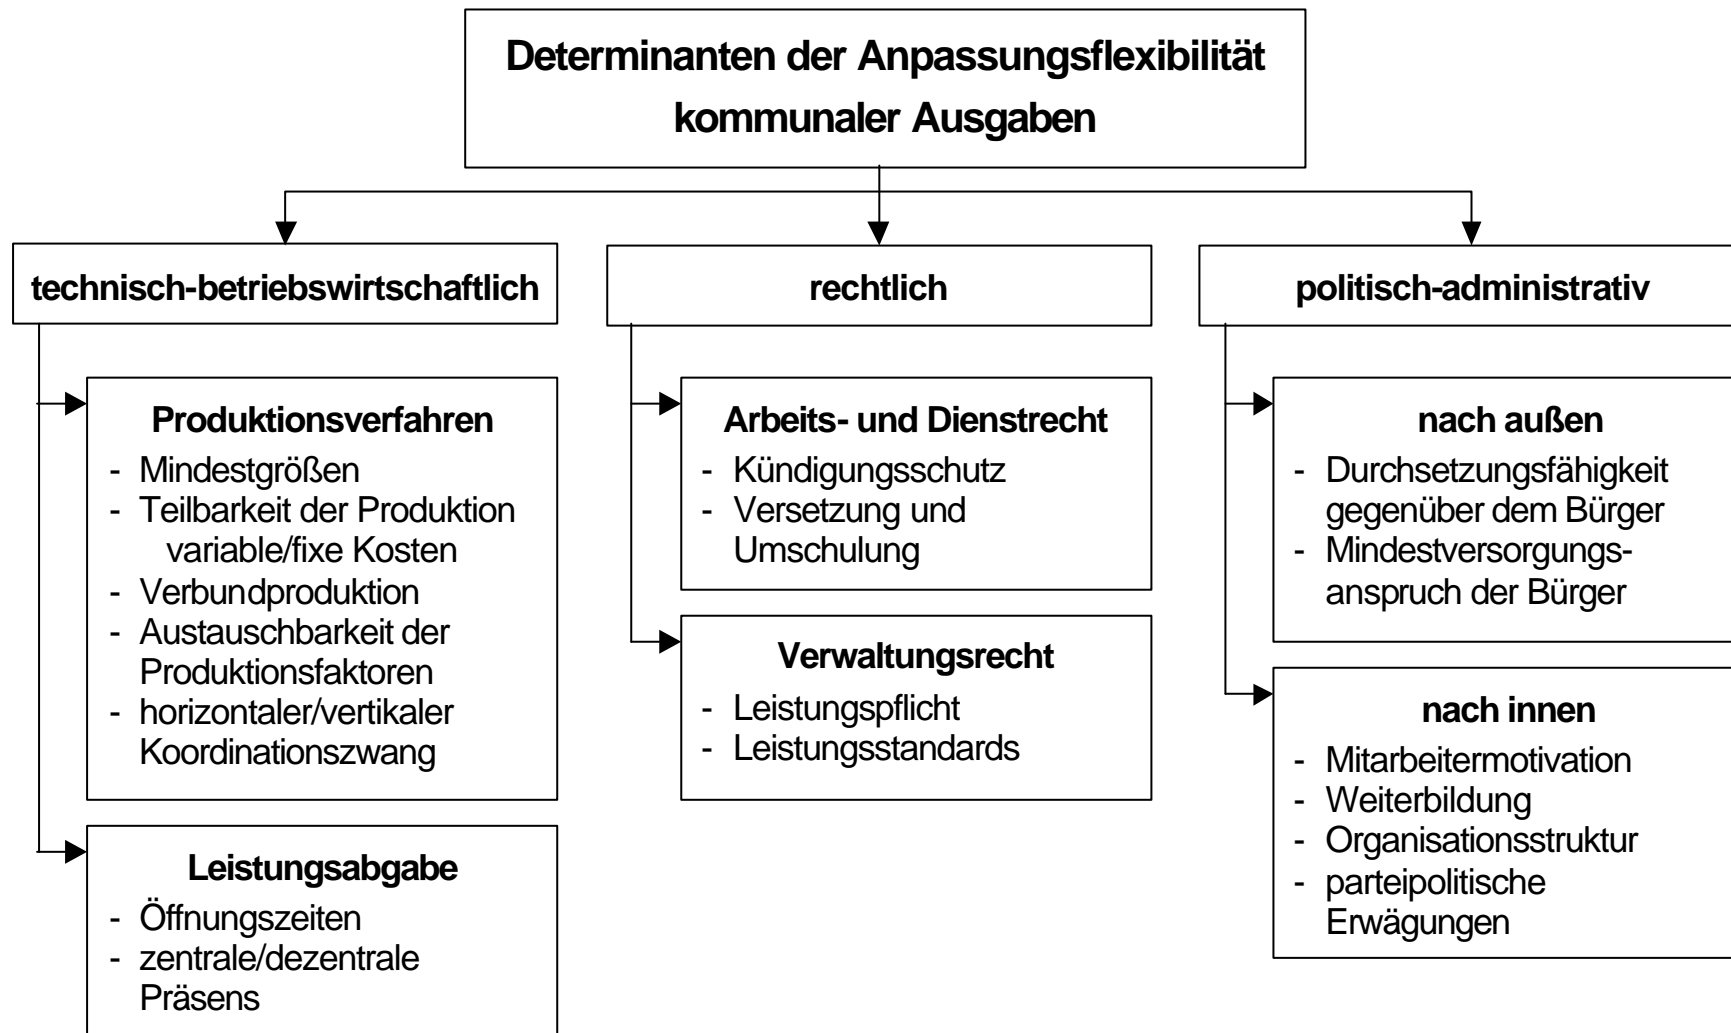 Determinanten der Anpassungsflexibilität
kommunaler Ausgaben
technisch-betriebswirtschaftlich
Produktionsverfahren
- Mindestgrößen
- Teilbarkeit der Produktion
variable/fixe Kosten
- Verbundproduktion
- Austauschbarkeit der
Produktionsfaktoren
- horizontaler/vertikaler
Koordinationszwang
Leistungsabgabe
- Öffnungszeiten
- zentrale/dezentrale
Präsens
rechtlich
Arbeits- und Dienstrecht
- Kündigungsschutz
- Versetzung und
Umschulung
Verwaltungsrecht
- Leistungspflicht
- Leistungsstandards
politisch-administrativ
nach außen
- Durchsetzungsfähigkeit
gegenüber dem Bürger
- Mindestversorgungs-
anspruch der Bürger
nach innen
- Mitarbeitermotivation
- Weiterbildung
- Organisationsstruktur
- parteipolitische
Erwägungen